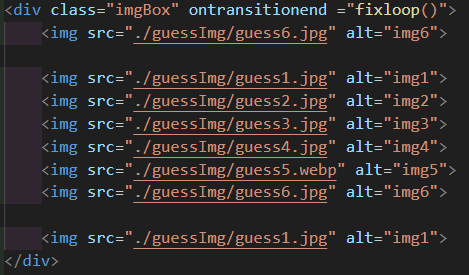 <div class="imgBox" ontransitionend ="fixloop()">
<img src="./guessImg/guess6.jpg" alt="img6">
<img src="./guessImg/guess1.jpg" alt="img1">
<img src="./guessImg/guess2.jpg" alt="img2">
<img src="./guessImg/guess3.jpg" alt="img3">
<img src="./guessImg/guess4.jpg" alt="img4">
<img src="./guessImg/guess5.webp" alt="img5">
<img src="./guessImg/guess6.jpg" alt="img6">
<img src="./guessImg/guess1.jpg" alt="img1">
</div>